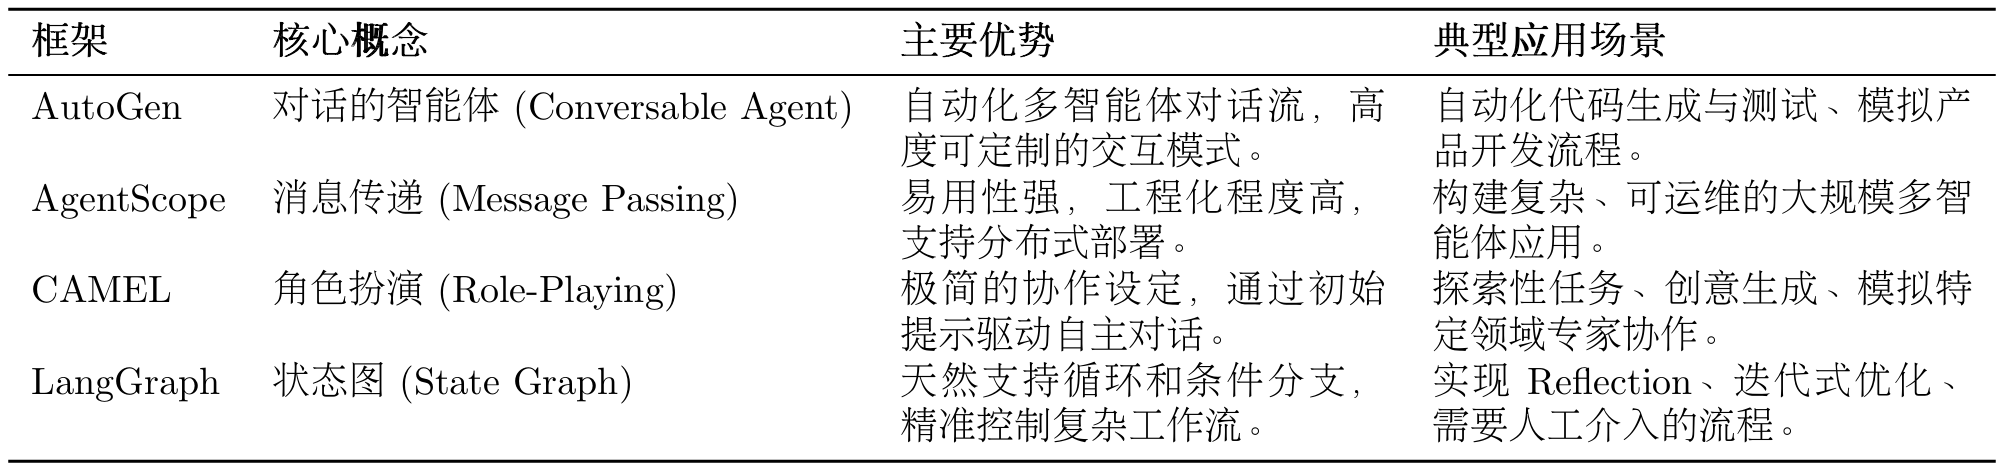 框架 核心概念 主要优势 典型应用场景
AutoGen 对话的智能体 (Conversable Agent) 自动化多智能体对话流，高 自动化代码生成与测试、模拟产
度可定制的交互模式。 品开发流程。
AgentScope 消息传递 (Message Passing) 易用性强，工程化程度高， 构建复杂、可运维的大规模多智
支持分布式部署。 能体应用。
CAMEL 角色扮演 (Role-Playing) 极简的协作设定，通过初始 探索性任务、创意生成、模拟特
提示驱动自主对话。 定领域专家协作。
LangGraph 状态图 (State Graph) 天然支持循环和条件分支， 实现 Reflection、迭代式优化、
精准控制复杂工作流。 需要人工介入的流程。